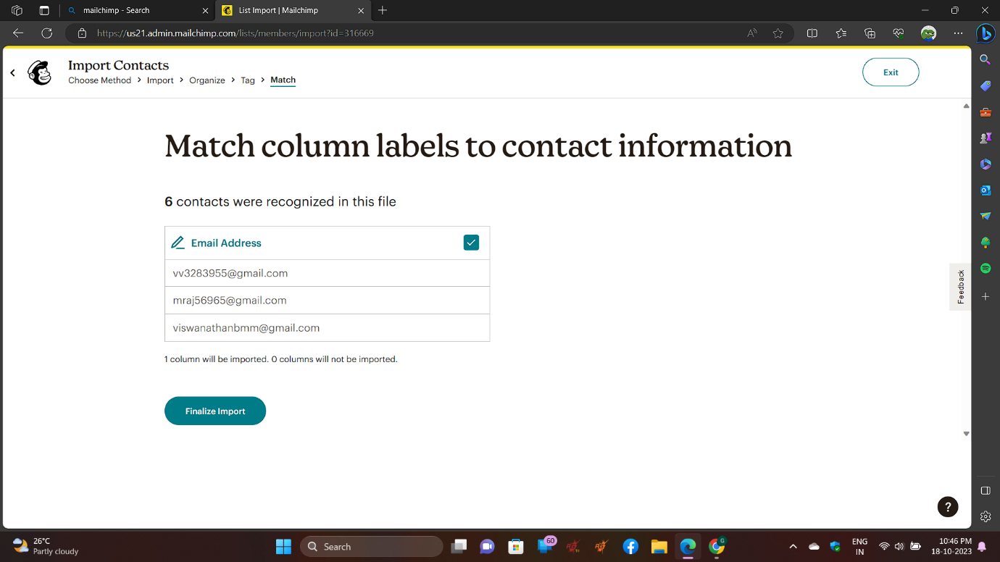 mailchimp - Search
List Import | Mailchimp
https://us21.admin.mailchimp.com/lists/members/import?id=316669
Import Contacts
Choose Method > Import > Organize > Tag > Match
Exit
Match column labels to contact information
6 contacts were recognized in this file
Email Address
vv3283955@gmail.com
mraj56965@gmail.com
viswanathanbmm@gmail.com
1 column will be imported. 0 columns will not be imported.
Finalize Import
Feedback
?
26°C
Partly cloudy
Search
60
G
ENG
IN
10:46 PM
18-10-2023